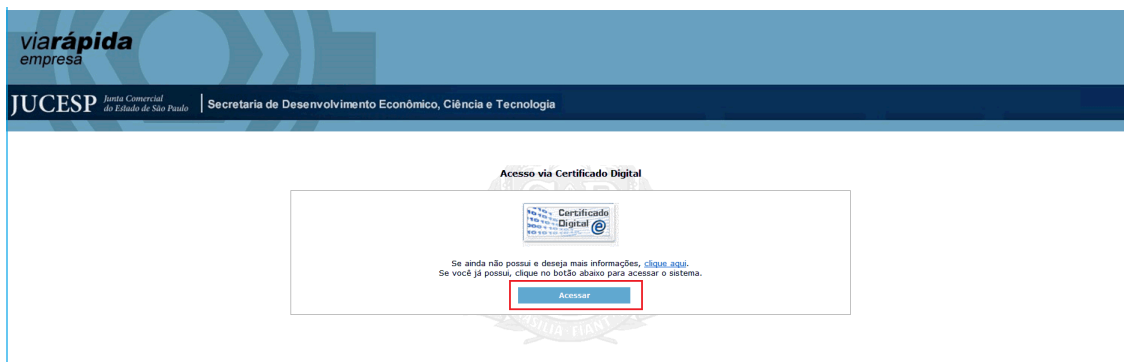 viarápida
empresa
JUCESP Junta Comercial do Estado de São Paulo Secretaria de Desenvolvimento Econômico, Ciência e Tecnologia
Acesso via Certificado Digital
Certificado
Digital e
Se ainda não possui e deseja mais informações, clique aqui.
Se você já possui, clique no botão abaixo para acessar o sistema.
Acessar